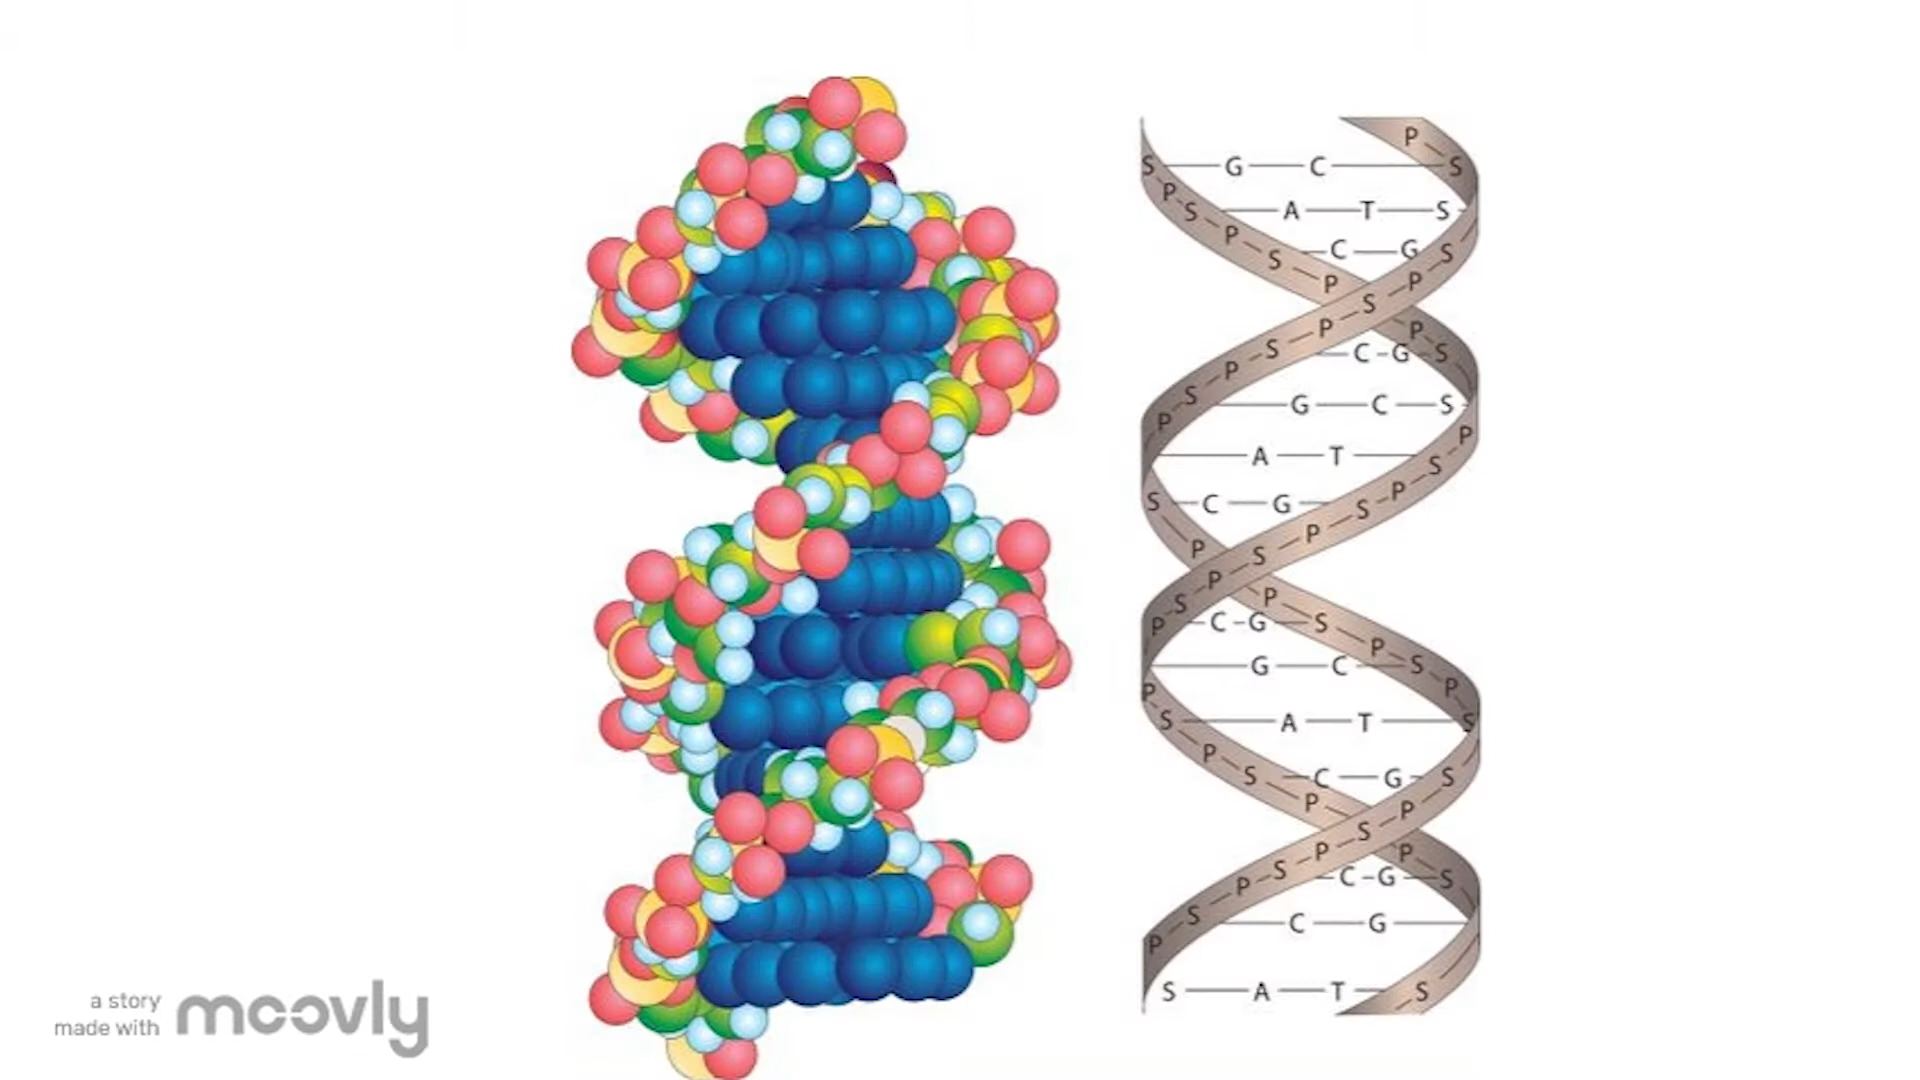 P
S G C S
P
S A T S
P C G S
S P P
P S
S P P
P S C G S
S
P G C S
P
A T S
S C G S P
P P S
S
P P
S P
P C G S
P
G C S
P P
S A T S
P
S C G S
P P
S
P P
S C G S
P
S C G
P
S A T S
a story
made with moovly